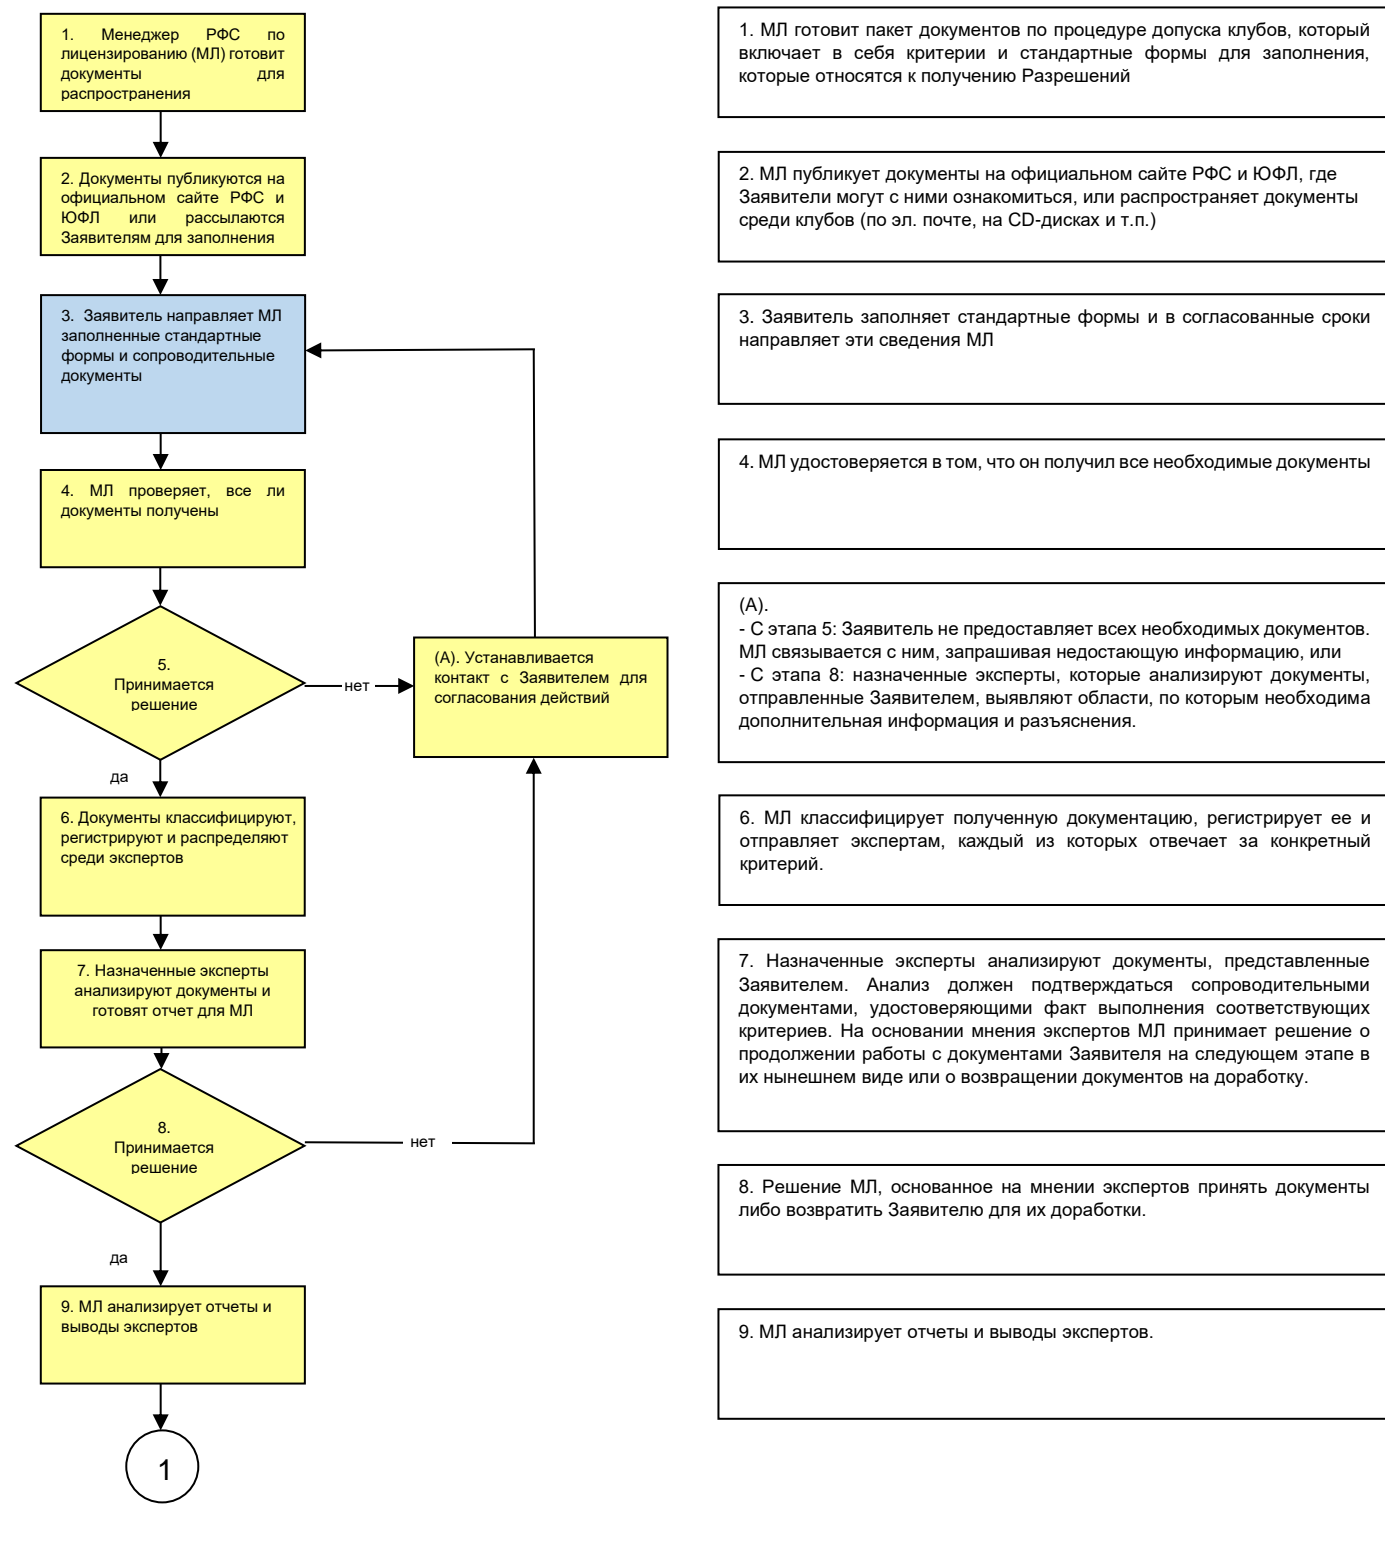 1. Менеджер РФС по
лицензированию (МЛ) готовит
документы для
распространения
1. МЛ готовит пакет документов по процедуре допуска клубов, который
включает в себя критерии и стандартные формы для заполнения,
которые относятся к получению Разрешений
2. Документы публикуются на
официальном сайте РФС и
ЮФЛ или рассылаются
Заявителям для заполнения
2. МЛ публикует документы на официальном сайте РФС и ЮФЛ, где
Заявители могут с ними ознакомиться, или распространяет документы
среди клубов (по эл. почте, на CD-дисках и т.п.)
3. Заявитель направляет МЛ
заполненные стандартные
формы и сопроводительные
документы
3. Заявитель заполняет стандартные формы и в согласованные сроки
направляет эти сведения МЛ
4. МЛ проверяет, все ли
документы получены
4. МЛ удостоверяется в том, что он получил все необходимые документы
5.
Принимается
решение
нет
(А). Устанавливается
контакт с Заявителем для
согласования действий
(А).
- С этапа 5: Заявитель не предоставляет всех необходимых документов.
МЛ связывается с ним, запрашивая недостающую информацию, или
- С этапа 8: назначенные эксперты, которые анализируют документы,
отправленные Заявителем, выявляют области, по которым необходима
дополнительная информация и разъяснения.
да
6. Документы классифицируют,
регистрируют и распределяют
среди экспертов
6. МЛ классифицирует полученную документацию, регистрирует ее и
отправляет экспертам, каждый из которых отвечает за конкретный
критерий.
7. Назначенные эксперты
анализируют документы и
готовят отчет для МЛ
7. Назначенные эксперты анализируют документы, представленные
Заявителем. Анализ должен подтверждаться сопроводительными
документами, удостоверяющими факт выполнения соответствующих
критериев. На основании мнения экспертов МЛ принимает решение о
продолжении работы с документами Заявителя на следующем этапе в
их нынешнем виде или о возвращении документов на доработку.
8.
Принимается
решение
нет
8. Решение МЛ, основанное на мнении экспертов принять документы
либо возвратить Заявителю для их доработки.
да
9. МЛ анализирует отчеты и
выводы экспертов
9. МЛ анализирует отчеты и выводы экспертов.
1